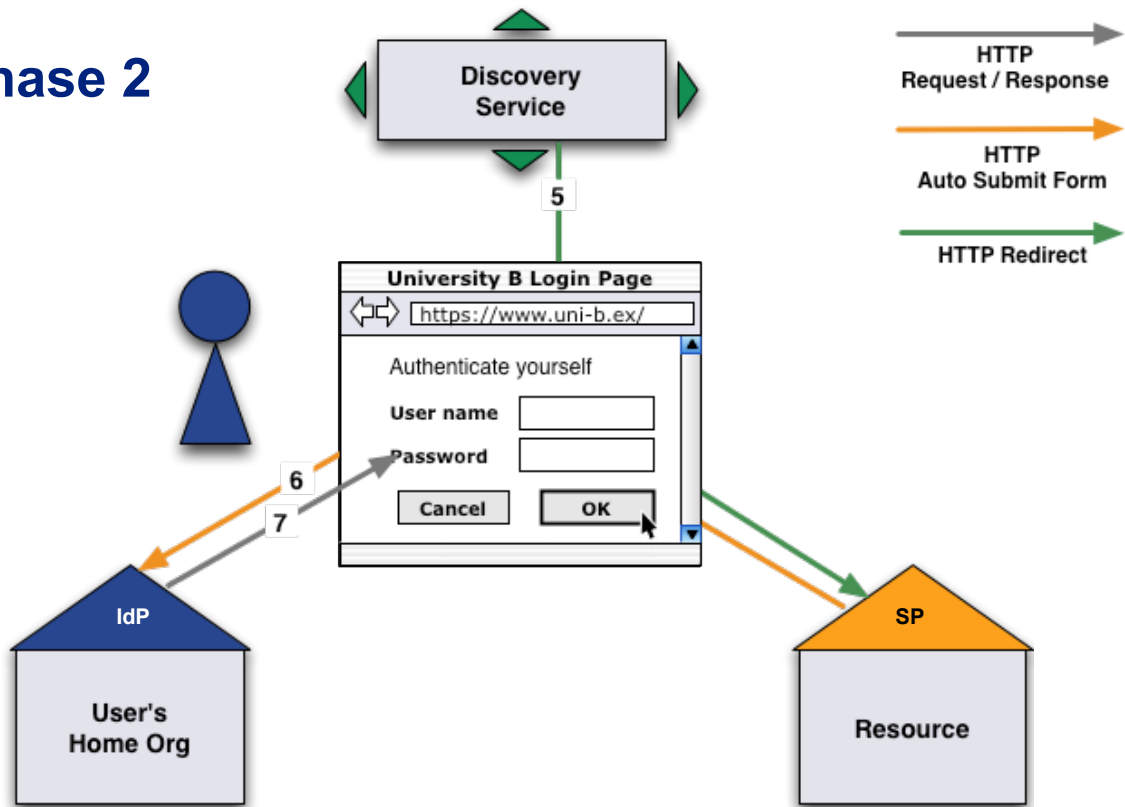 hase 2
Discovery
Service
HTTP
Request / Response
HTTP
Auto Submit Form
HTTP Redirect
5
University B Login Page
https://www.uni-b.ex/
Authenticate yourself
User name
Password
Cancel
OK
6
7
IdP
User's
Home Org
SP
Resource